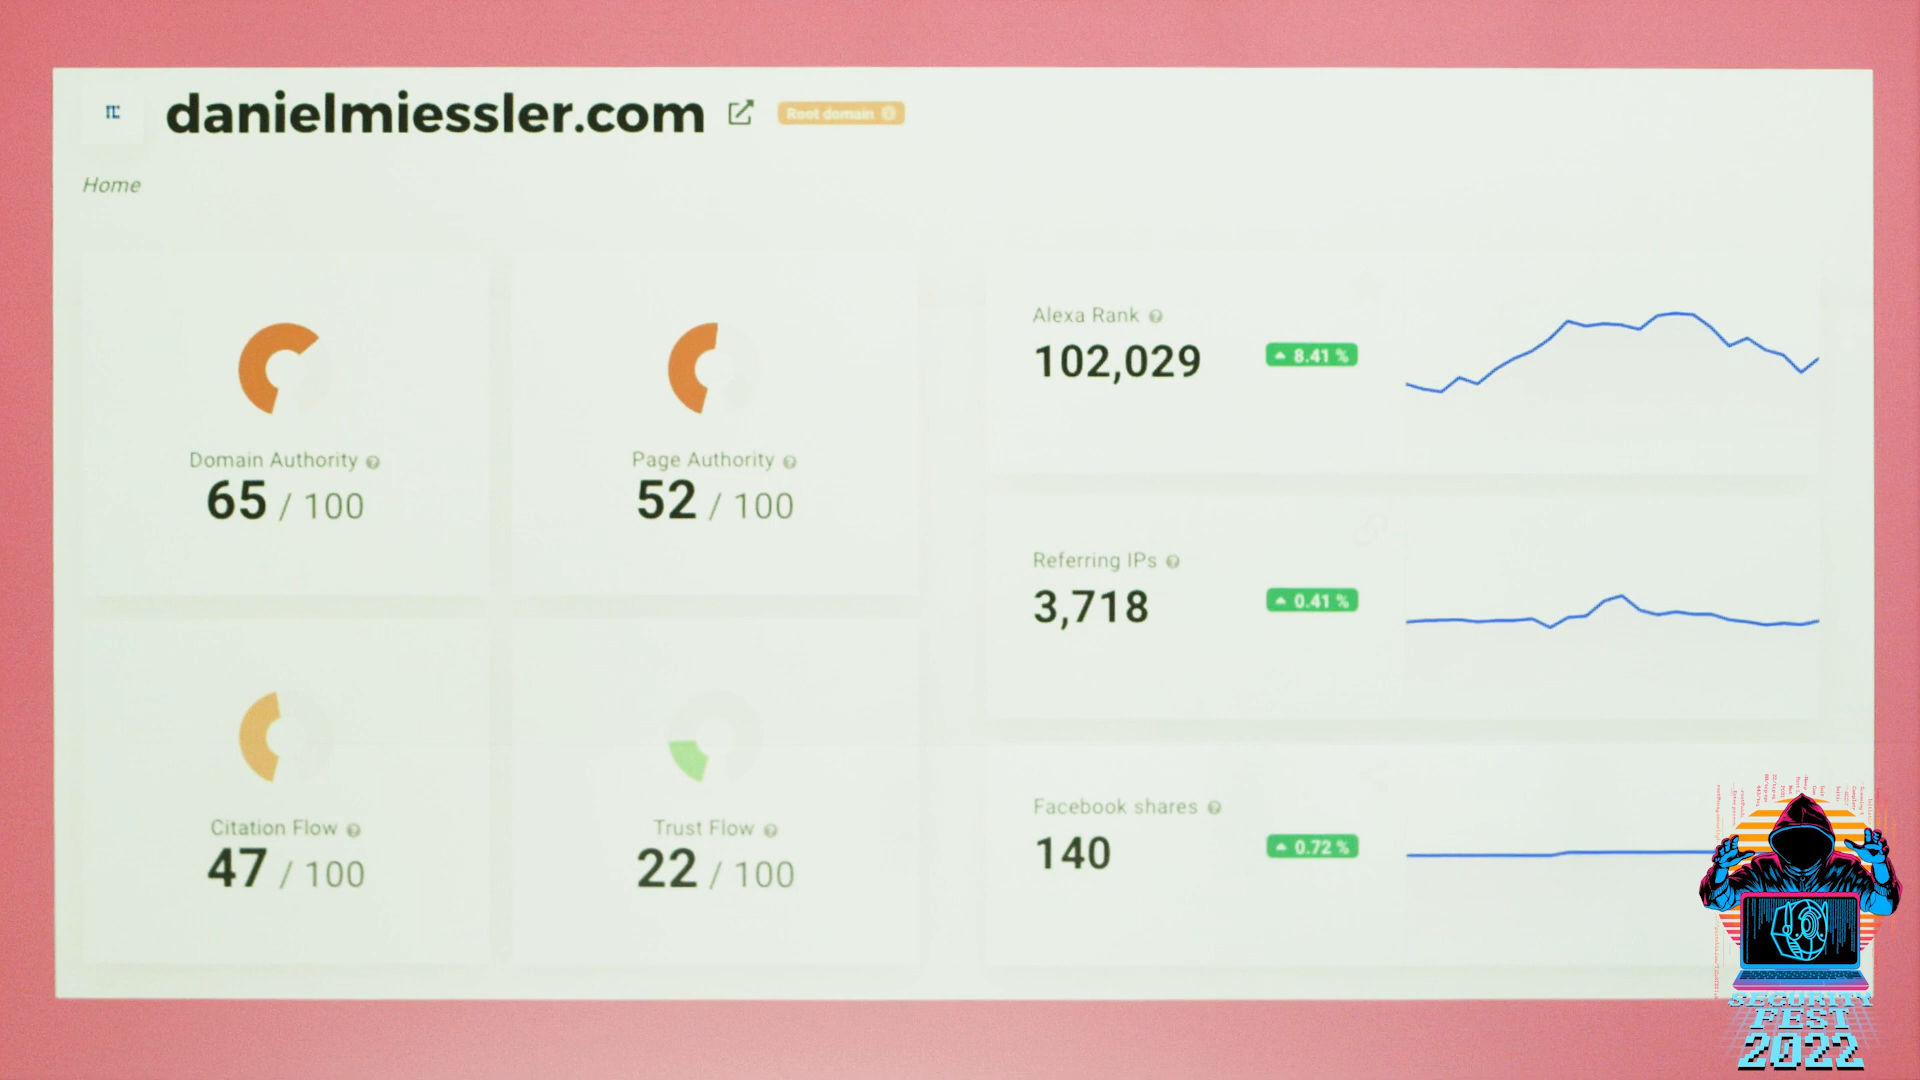 danielmiessler.com
Root domain
Home
Domain Authority
65 / 100
Page Authority
52 / 100
Citation Flow
47 / 100
Trust Flow
22 / 100
Alexa Rank
102,029
8.41 %
Referring IPs
3,718
0.41 %
Facebook shares
140
0.72 %
SECURITY
FEST
2022